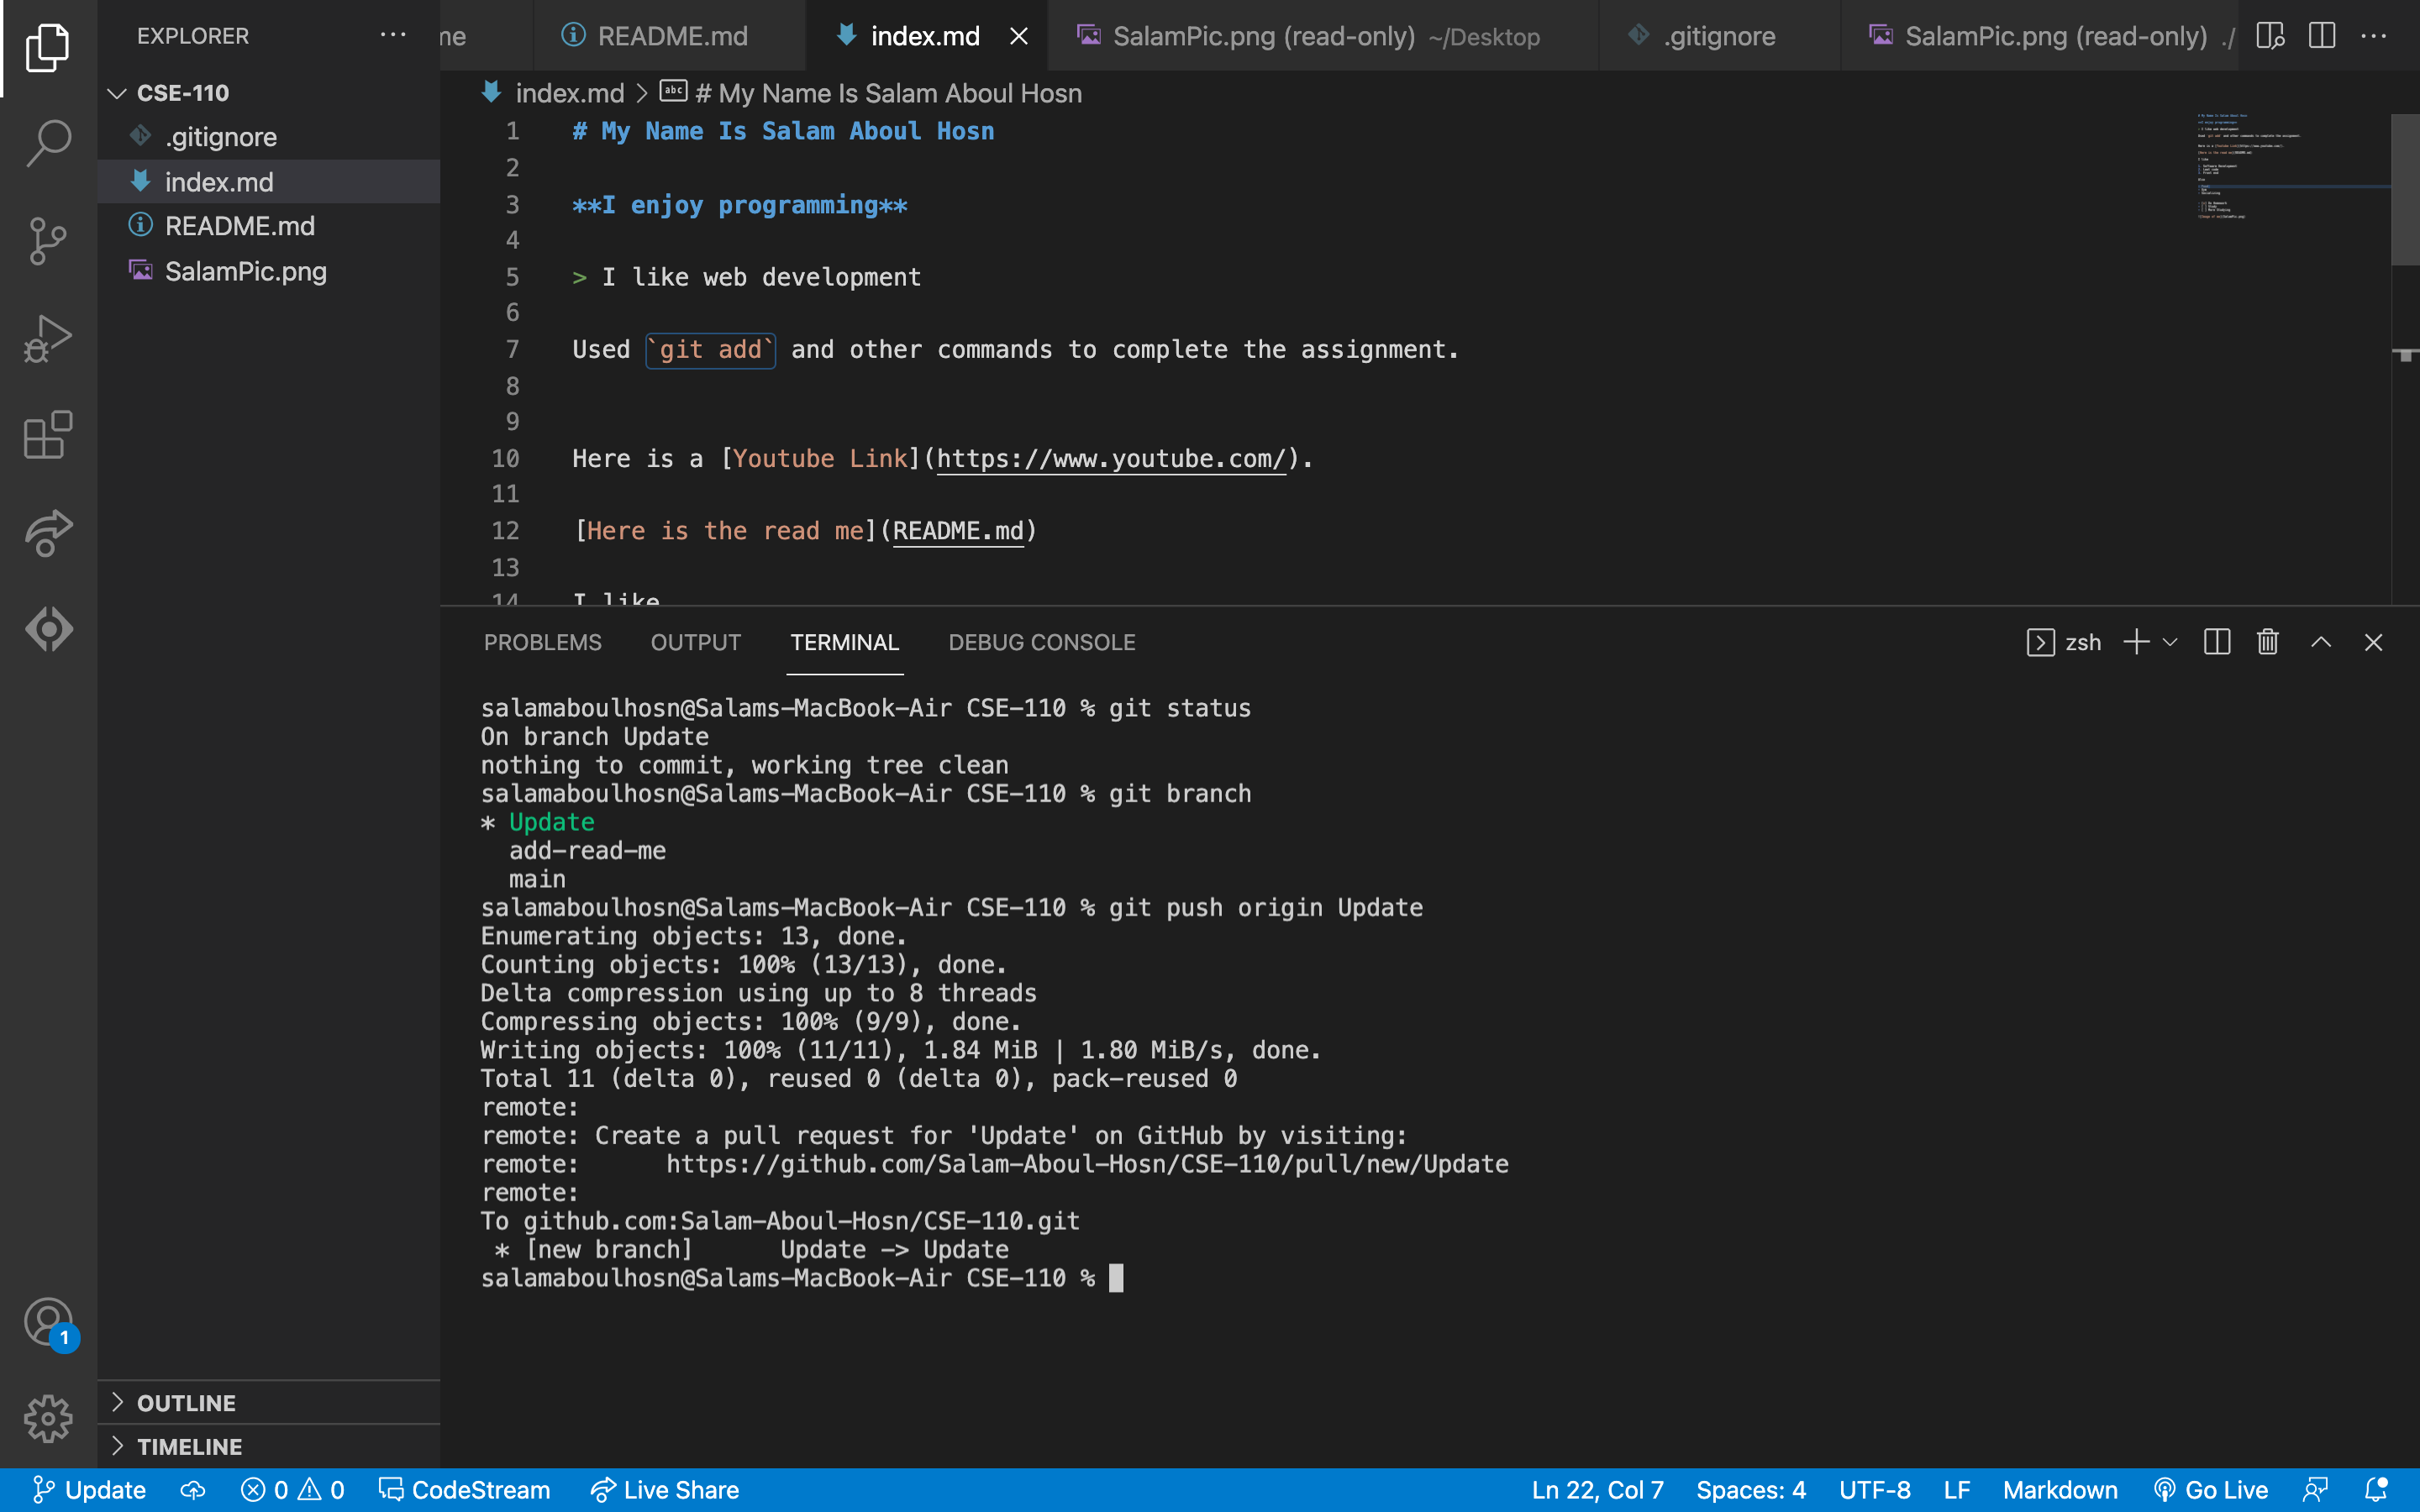 EXPLORER
CSE-110
.gitignore
index.md
README.md
SalamPic.png
OUTLINE
TIMELINE
me
README.md
index.md
SalamPic.png (read-only) ~/Desktop
.gitignore
SalamPic.png (read-only) ./
index.md > # My Name Is Salam Aboul Hosn
1 # My Name Is Salam Aboul Hosn
2
3 **I enjoy programming**
4
5 > I like web development
6
7 Used `git add` and other commands to complete the assignment.
8
9
10 Here is a [Youtube Link](https://www.youtube.com/).
11
12 [Here is the read me](README.md)
13
14 I like
PROBLEMS OUTPUT TERMINAL DEBUG CONSOLE
zsh
salamaboulhosn@Salams-MacBook-Air CSE-110 % git status
On branch Update
nothing to commit, working tree clean
salamaboulhosn@Salams-MacBook-Air CSE-110 % git branch
* Update
add-read-me
main
salamaboulhosn@Salams-MacBook-Air CSE-110 % git push origin Update
Enumerating objects: 13, done.
Counting objects: 100% (13/13), done.
Delta compression using up to 8 threads
Compressing objects: 100% (9/9), done.
Writing objects: 100% (11/11), 1.84 MiB | 1.80 MiB/s, done.
Total 11 (delta 0), reused 0 (delta 0), pack-reused 0
remote:
remote: Create a pull request for 'Update' on GitHub by visiting:
remote: https://github.com/Salam-Aboul-Hosn/CSE-110/pull/new/Update
remote:
To github.com:Salam-Aboul-Hosn/CSE-110.git
* [new branch] Update -> Update
salamaboulhosn@Salams-MacBook-Air CSE-110 %
1
Update 0 0 CodeStream Live Share Ln 22, Col 7 Spaces: 4 UTF-8 LF Markdown Go Live